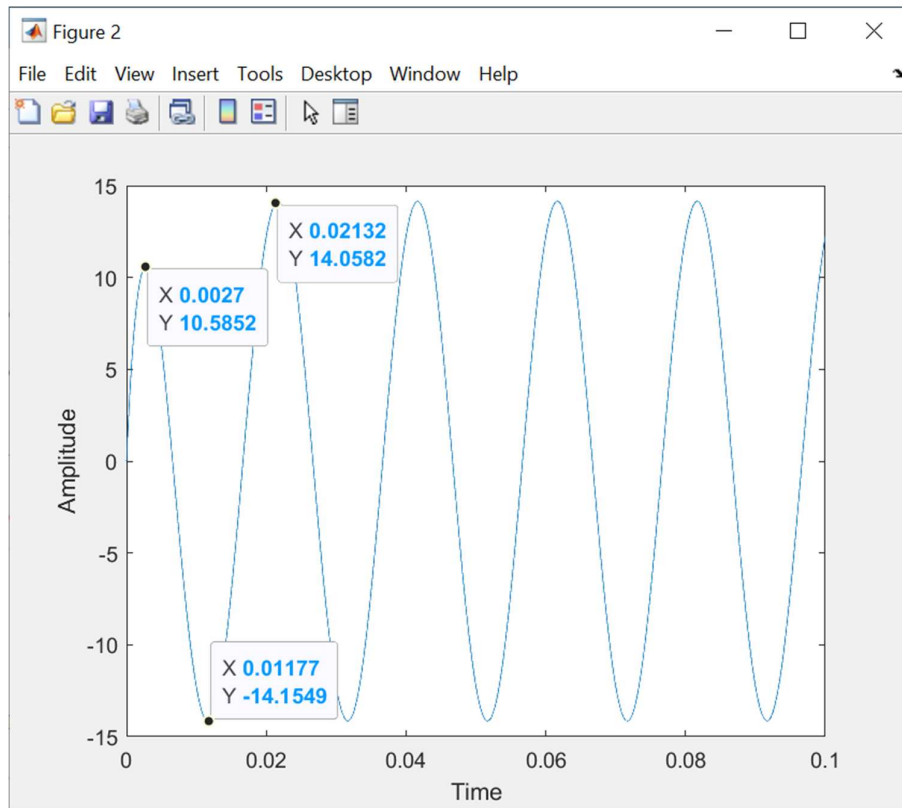 Figure 2
File Edit View Insert Tools Desktop Window Help
15
10
5
0
-5
-10
-15
Amplitude
X 0.0027
Y 10.5852
X 0.02132
Y 14.0582
X 0.01177
Y -14.1549
0 0.02 0.04 0.06 0.08 0.1
Time